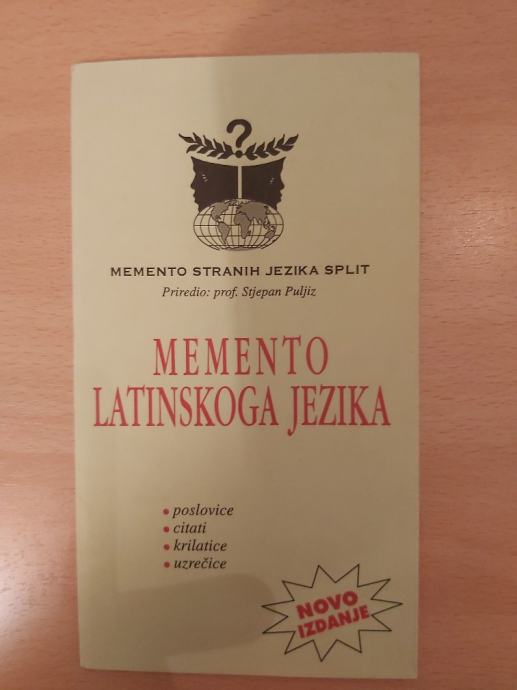 ?
MEMENTO STRANIH JEZIKA SPLIT
Priredio: prof. Stjepan Puljiz
MEMENTO
LATINSKOGA JEZIKA
• poslovice
• citati
• krilatice
• uzrečice
NOVO
IZDANJE